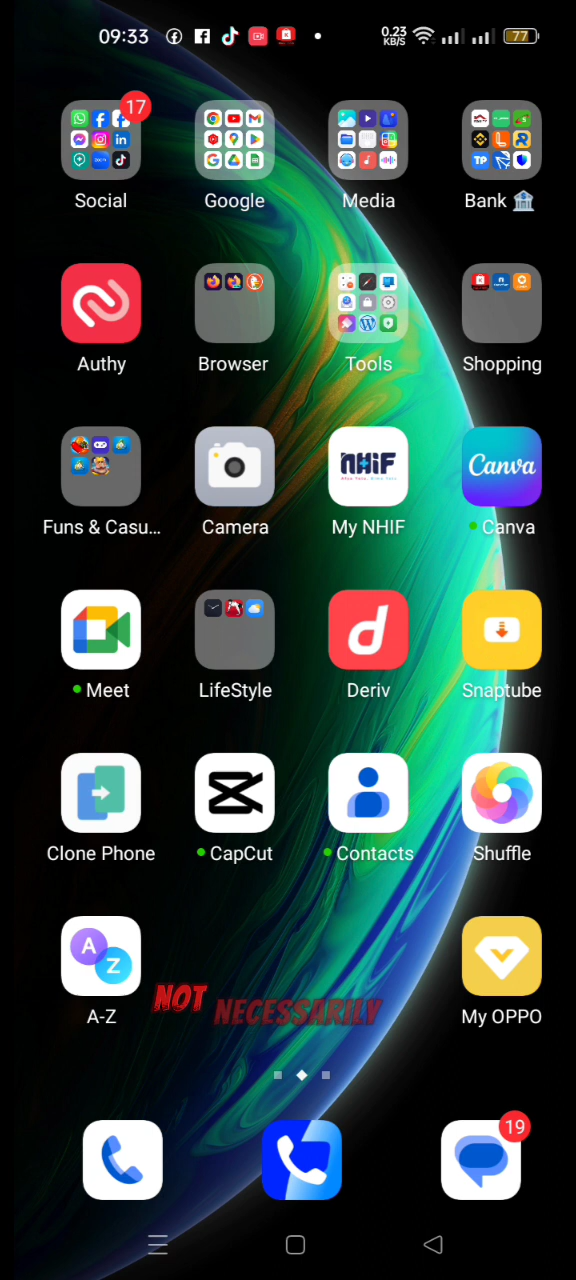 09:33
0.23
KB/S
77
17
Social
Google
Media
Bank
Authy
Browser
Tools
Shopping
NHIF
Canva
Funs & Casu...
Camera
My NHIF
Canva
d
Meet
LifeStyle
Deriv
Snaptube
Clone Phone
CapCut
Contacts
Shuffle
A
Z
A-Z
NOT NECESSARILY
My OPPO
19